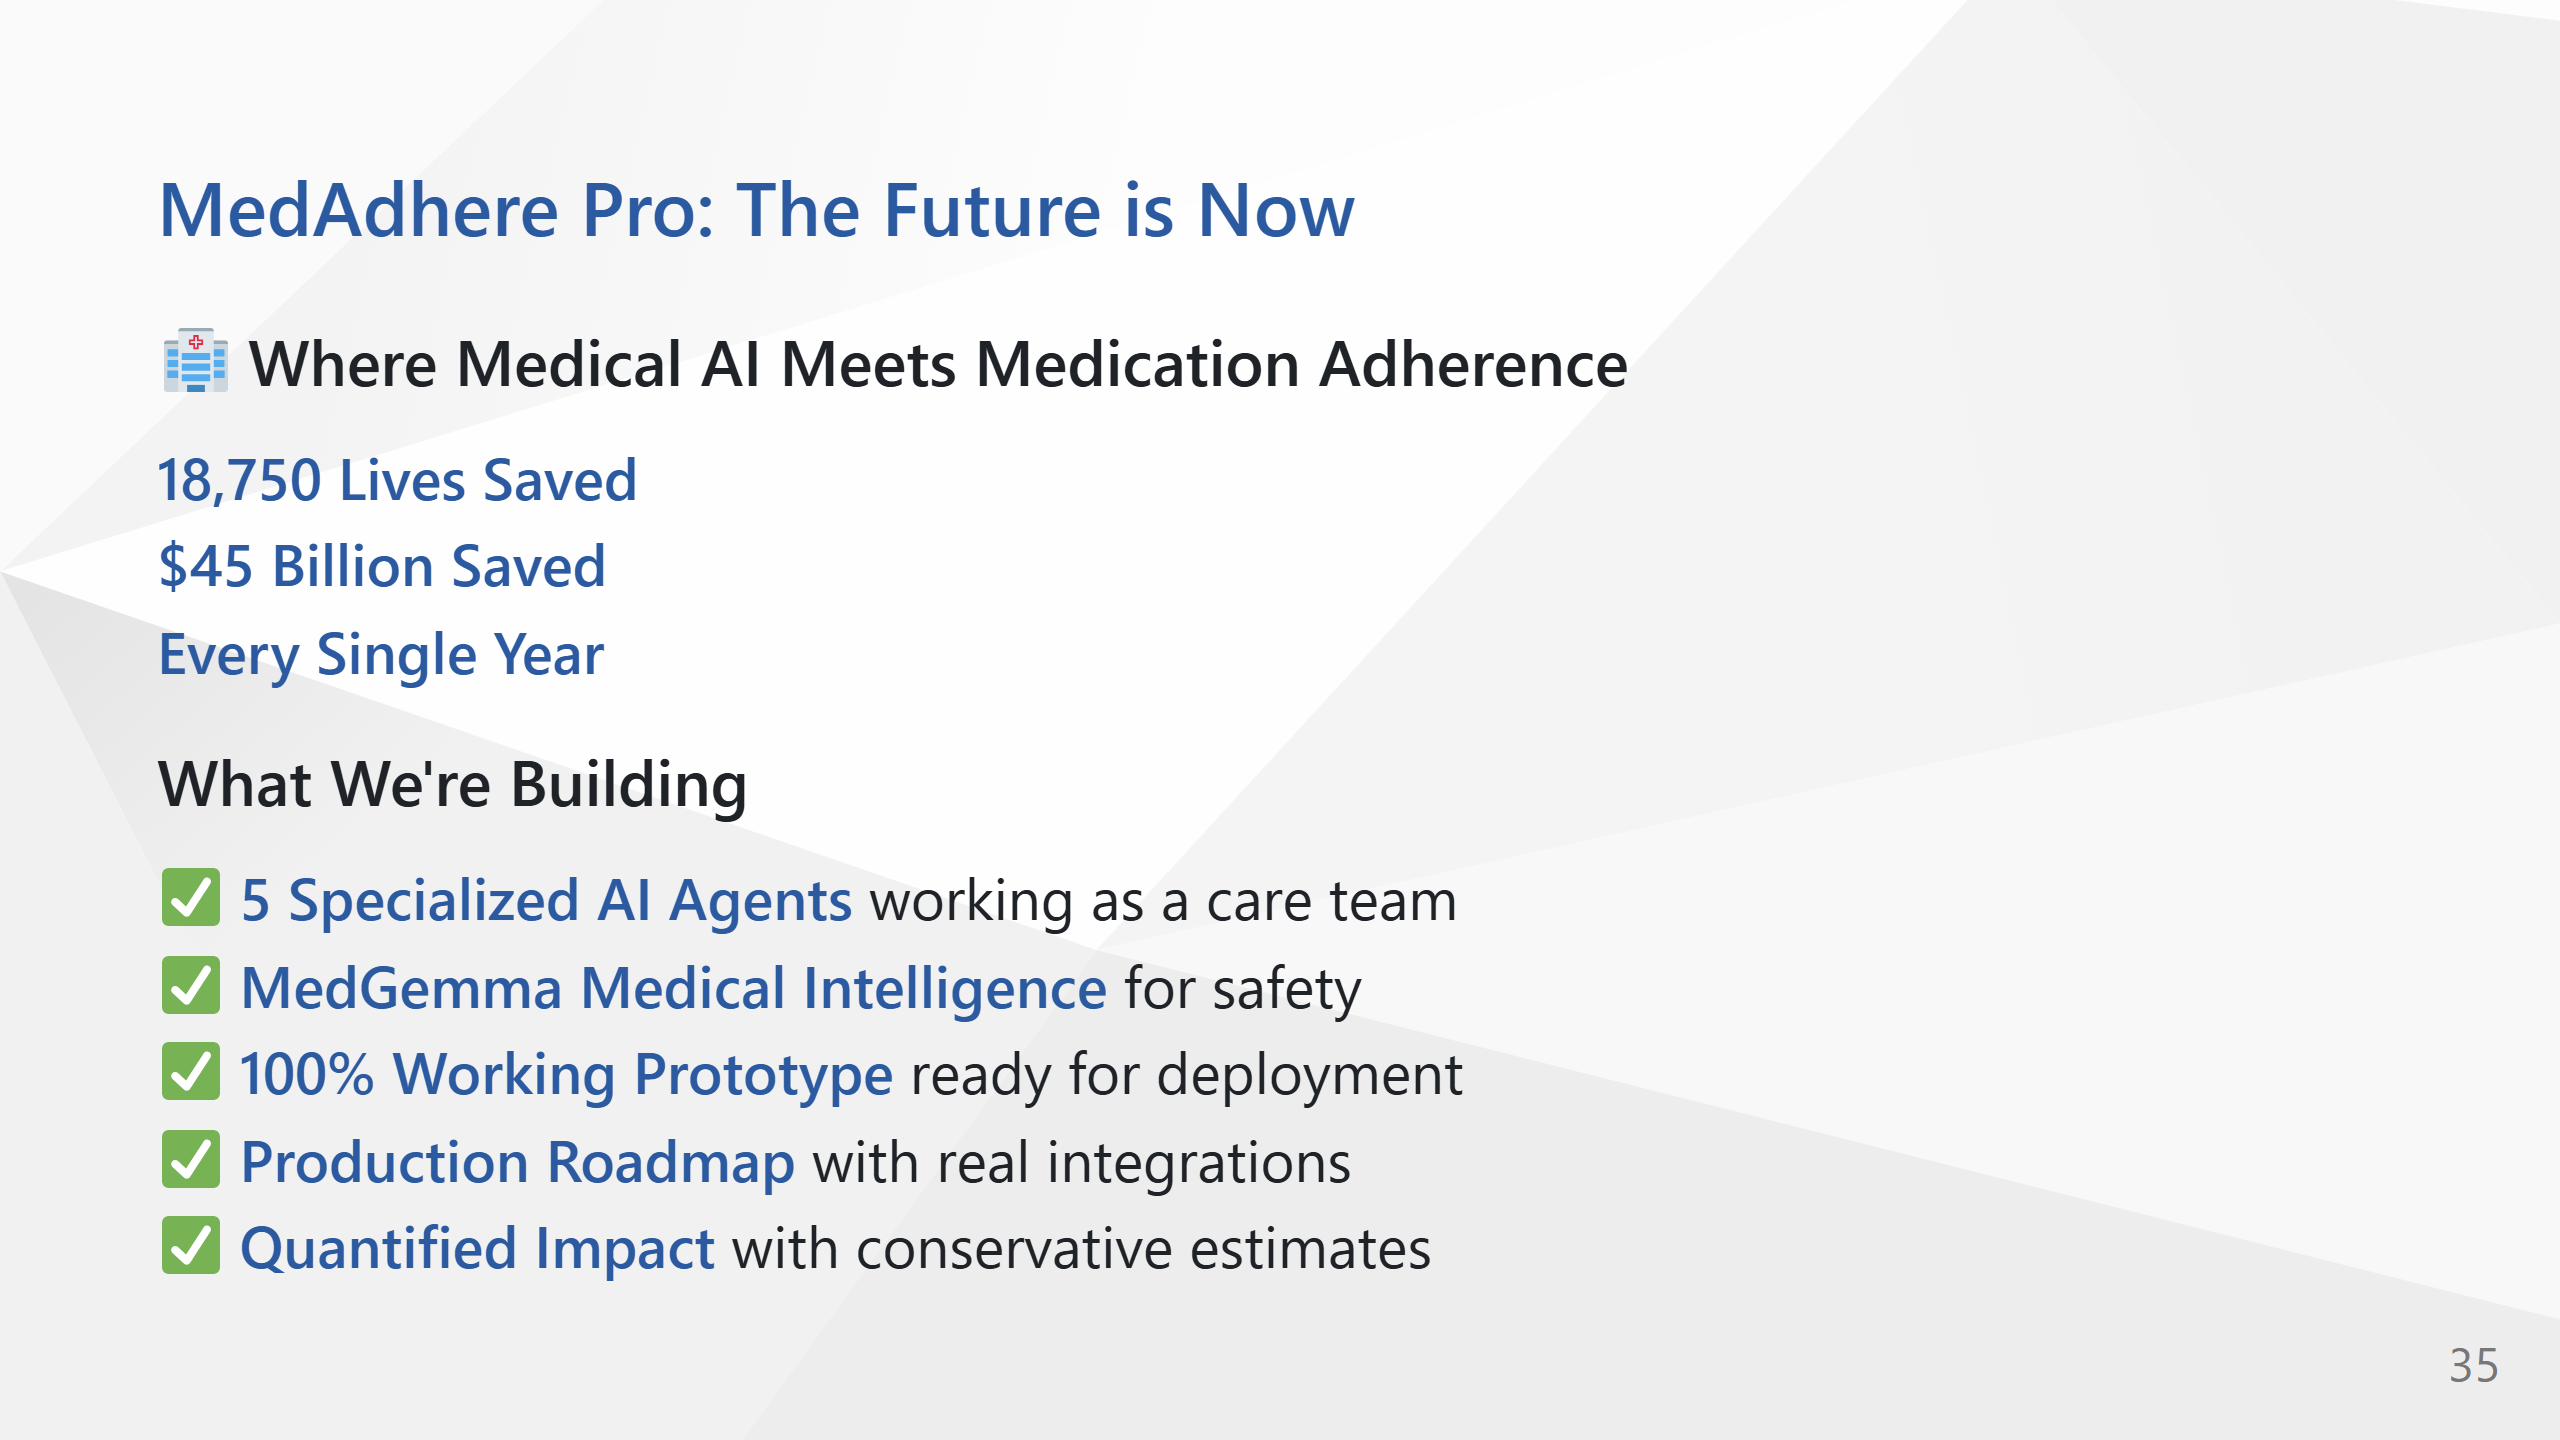 MedAdhere Pro: The Future is Now
🏥 Where Medical AI Meets Medication Adherence
18,750 Lives Saved
$45 Billion Saved
Every Single Year
What We're Building
✅ 5 Specialized AI Agents working as a care team
✅ MedGemma Medical Intelligence for safety
✅ 100% Working Prototype ready for deployment
✅ Production Roadmap with real integrations
✅ Quantified Impact with conservative estimates
35